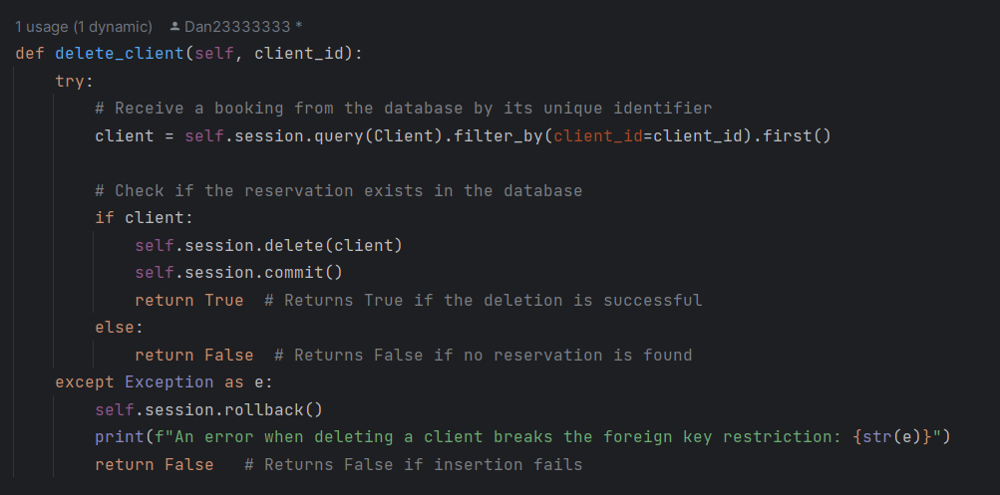 1 usage (1 dynamic) Dan23333333 *
def delete_client(self, client_id):
    try:
        # Receive a booking from the database by its unique identifier
        client = self.session.query(Client).filter_by(client_id=client_id).first()

        # Check if the reservation exists in the database
        if client:
            self.session.delete(client)
            self.session.commit()
            return True  # Returns True if the deletion is successful
        else:
            return False  # Returns False if no reservation is found
    except Exception as e:
        self.session.rollback()
        print(f"An error when deleting a client breaks the foreign key restriction: {str(e)}")
        return False   # Returns False if insertion fails